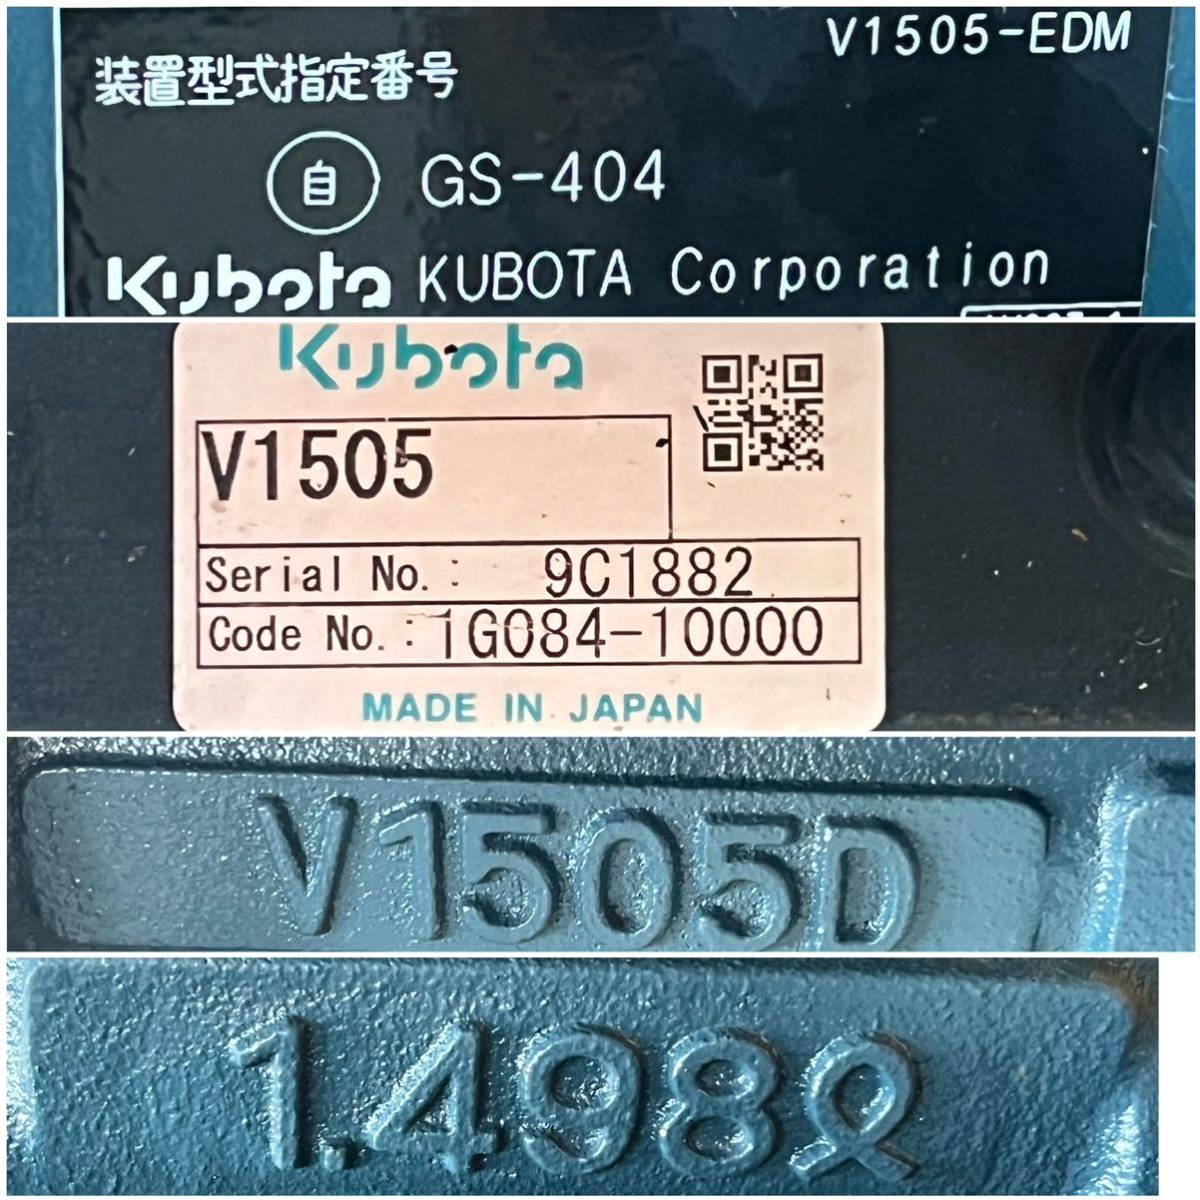 V1505-EDM
装置型式指定番号
自 GS-404
Kubota KUBOTA Corporation
Kubota
V1505
Serial No.: 9C1882
Code No.: 1G084-10000
MADE IN JAPAN
V1505D
1.498ℓ